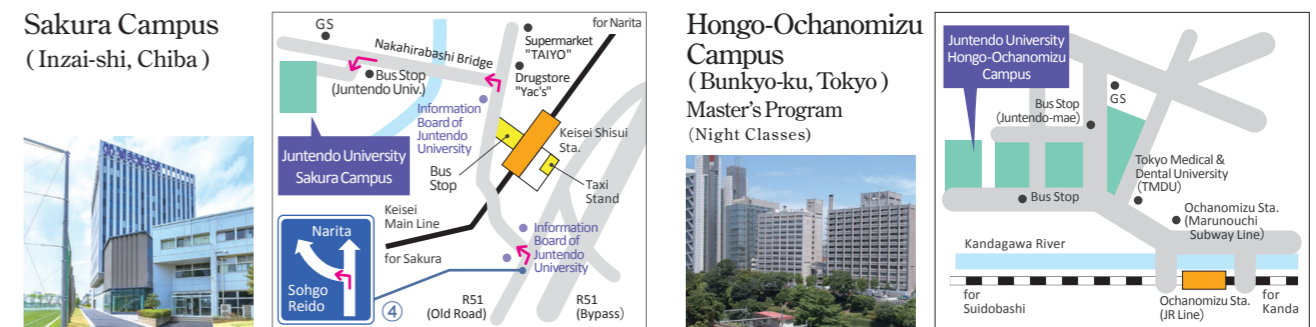 Sakura Campus
( Inzai-shi, Chiba )
GS
Nakahirabashi Bridge
Bus Stop
(Juntendo Univ.)
Supermarket
"TAIYO"
Drugstore
"Yac's"
for Narita
Information
Board of
Juntendo
University
Juntendo University
Sakura Campus
Bus
Stop
Keisei Shisui
Sta.
Taxi
Stand
Keisei
Main Line
for Sakura
Information
Board of
Juntendo
University
Narita
Sohgo
Reido
④
R51
(Old Road)
R51
(Bypass)
Hongo-Ochanomizu
Campus
( Bunkyo-ku, Tokyo )
Master's Program
(Night Classes)
Juntendo University
Hongo-Ochanomizu
Campus
Bus Stop
(Juntendo-mae)
GS
Tokyo Medical &
Dental University
(TMDU)
Bus Stop
Ochanomizu Sta.
(Marunouchi
Subway Line)
Kandagawa River
for
Suidobashi
Ochanomizu Sta.
(JR Line)
for
Kanda